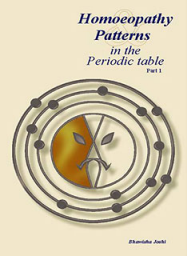 Homoeopathy
Patterns
in the
Periodic table
Part 1
Bhawisha Joshi